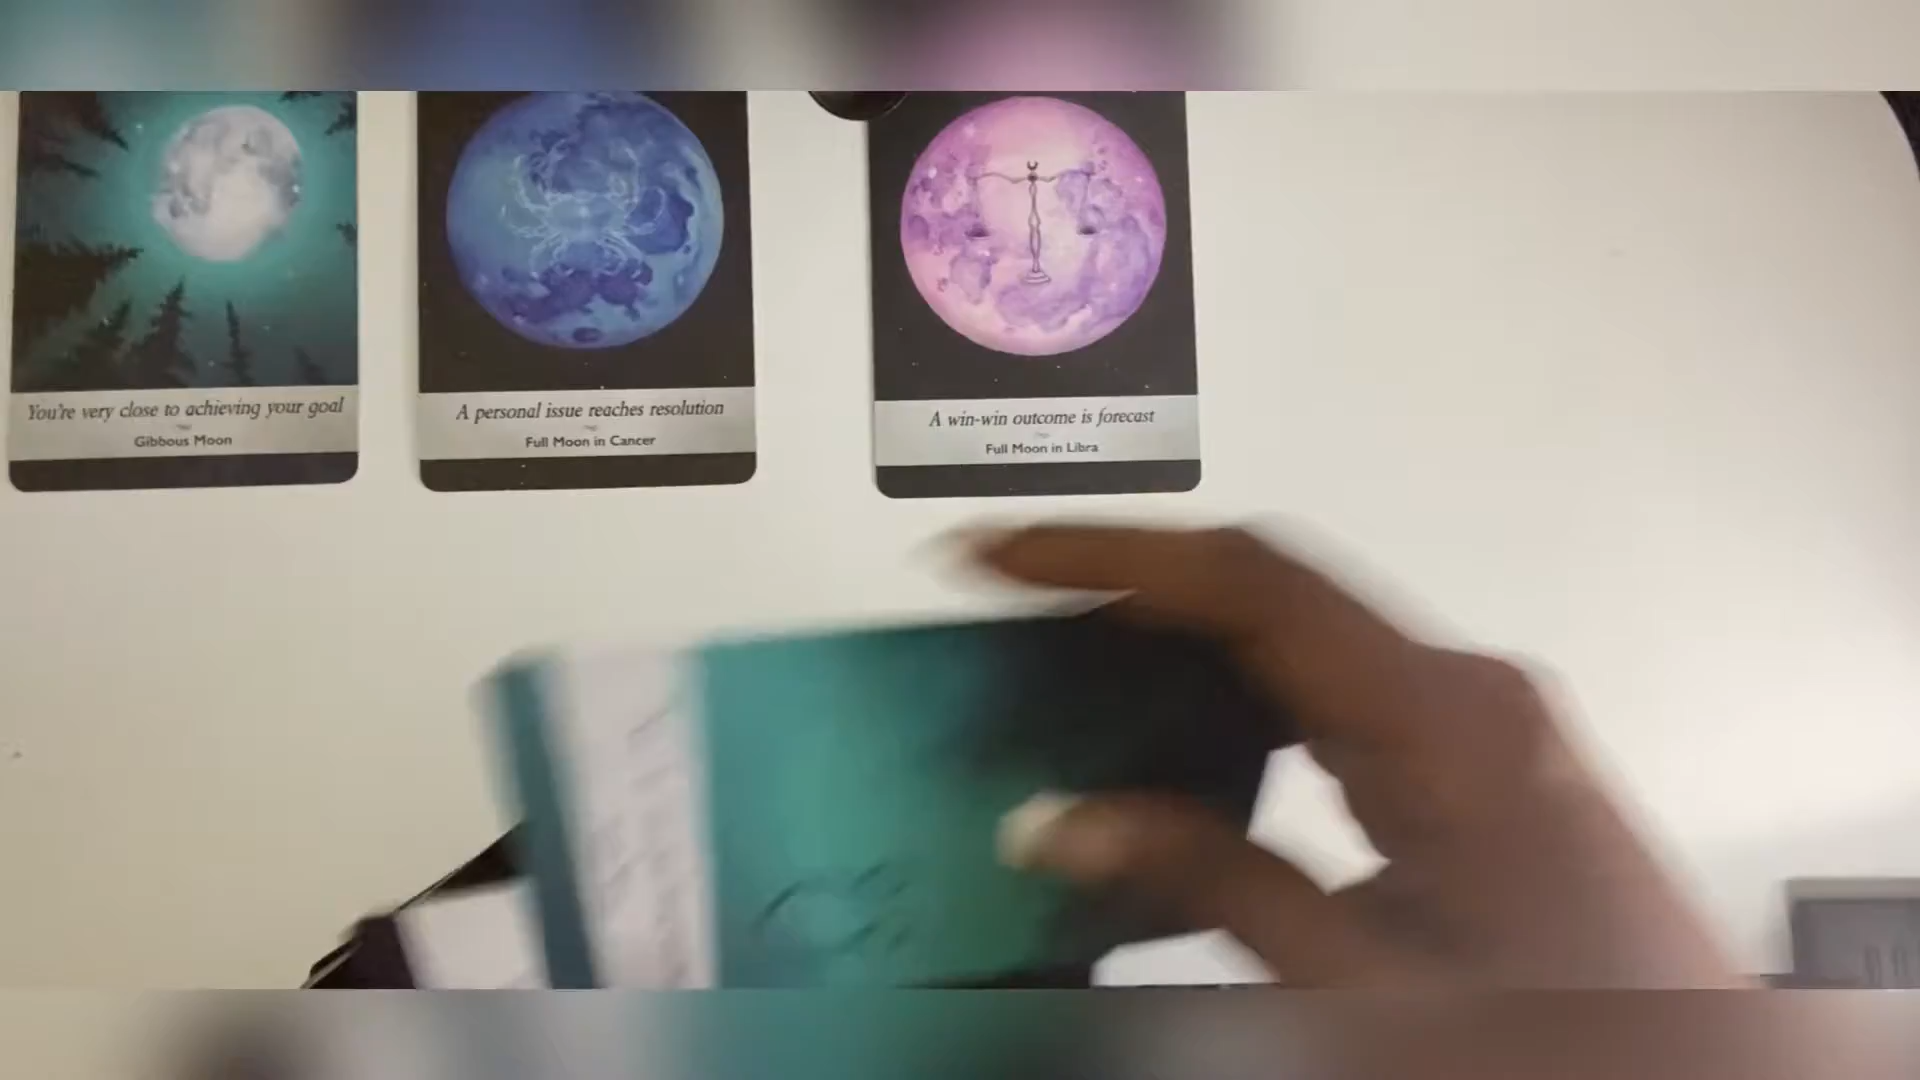 You're very close to achieving your goal
Gibbous Moon
A personal issue reaches resolution
Full Moon in Cancer
A win-win outcome is forecast
Full Moon in Libra